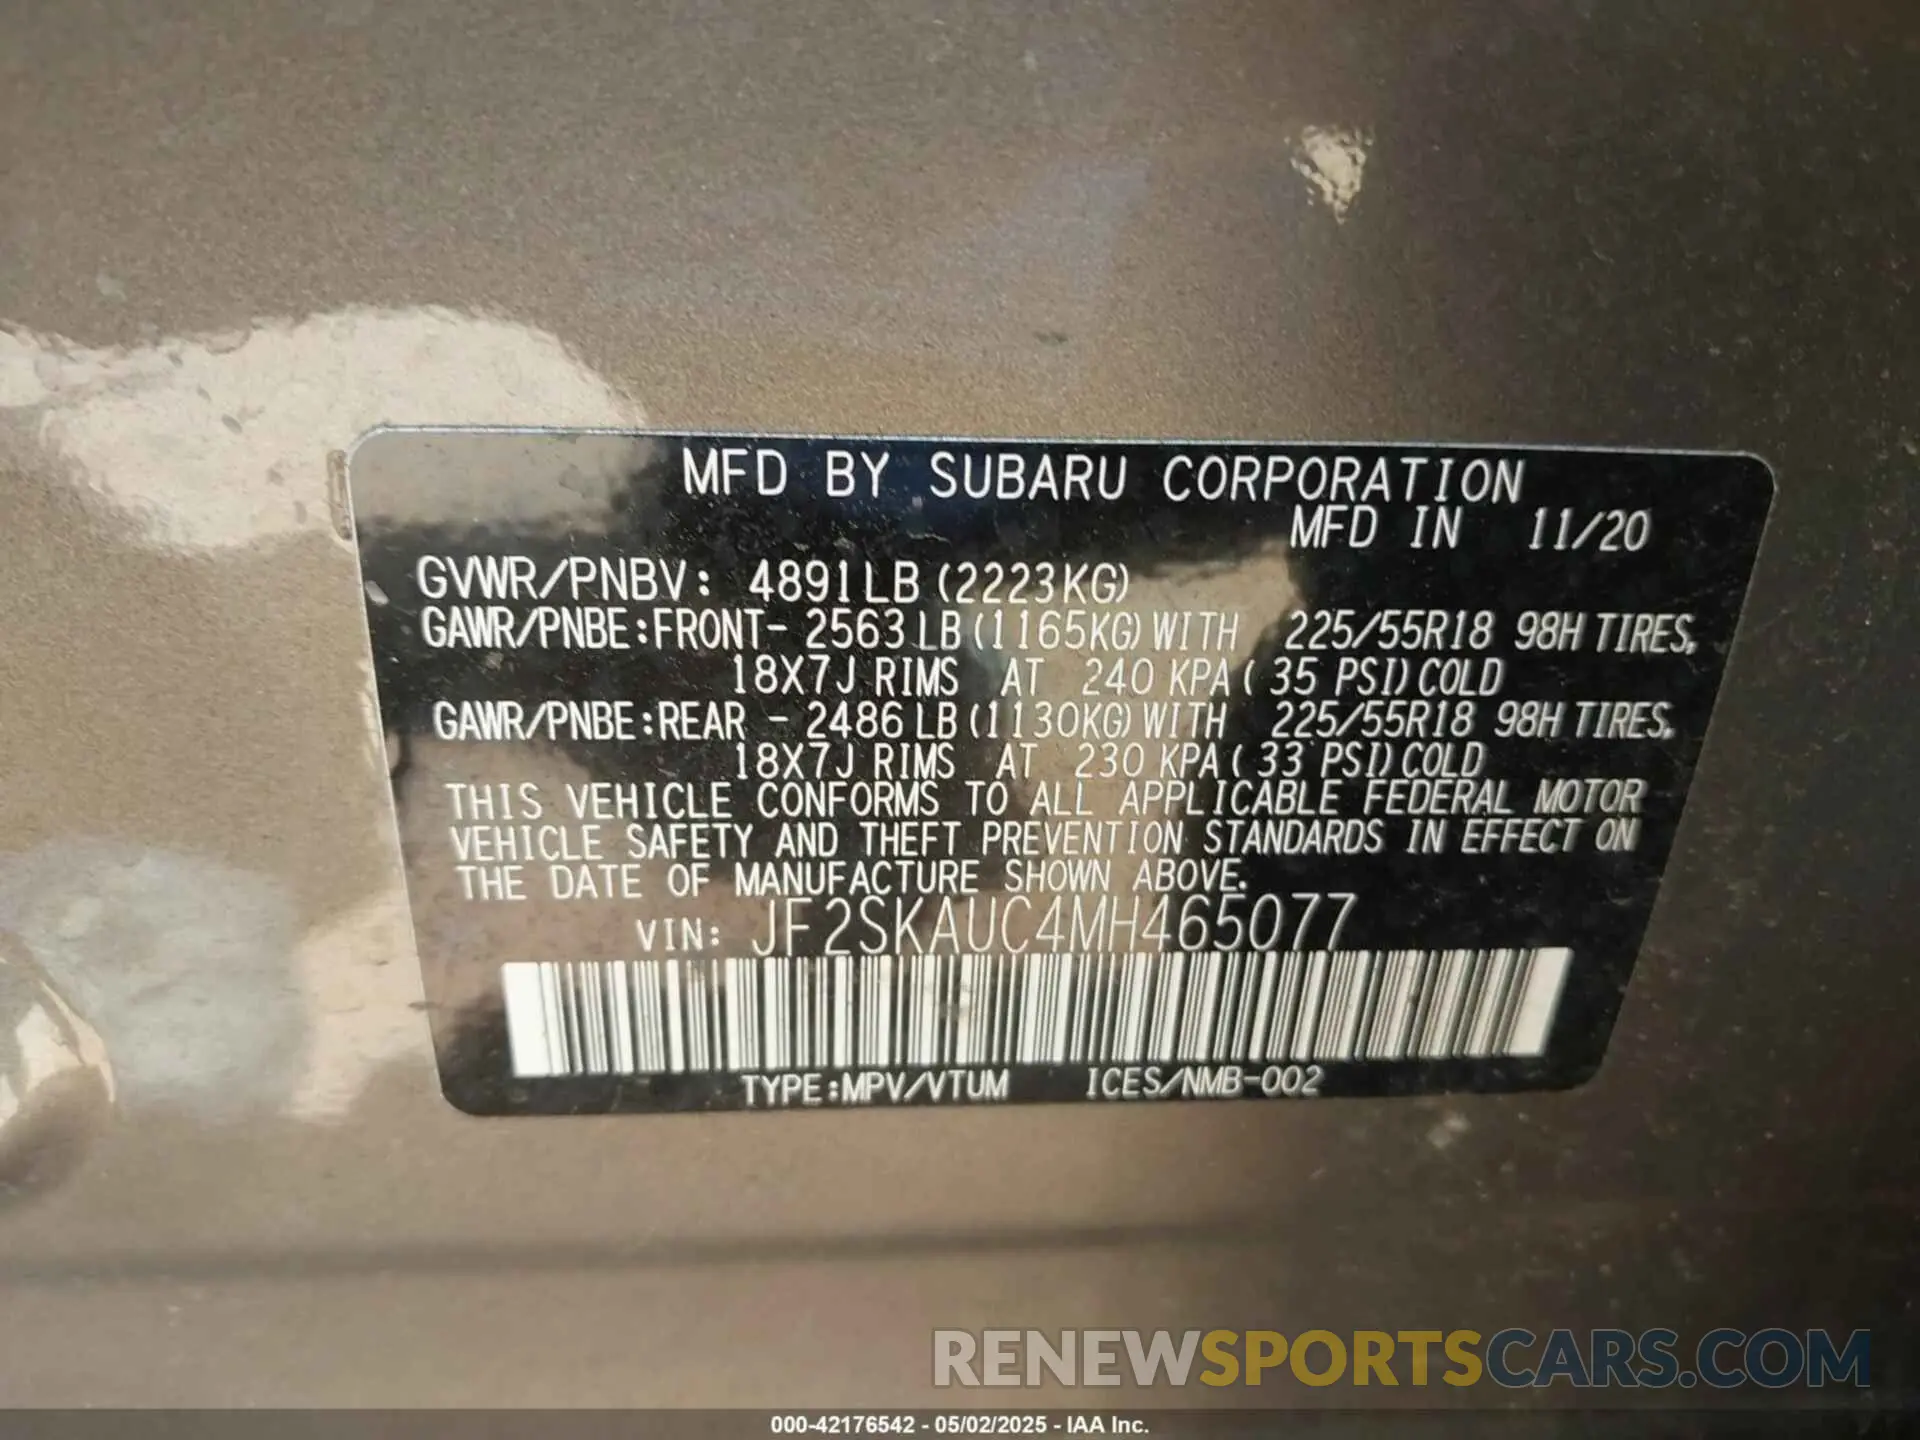 MFD BY SUBARU CORPORATION
MFD IN 11/20
GVWR/PNBV: 4891LB (2223KG)
GAWR/PNBE:FRONT- 2563LB (1165KG) WITH 225/55R18 98H TIRES,
18X7J RIMS AT 240 KPA ( 35 PSI) COLD
GAWR/PNBE:REAR - 2486LB (1130KG) WITH 225/55R18 98H TIRES,
18X7J RIMS AT 230 KPA ( 33 PSI) COLD
THIS VEHICLE CONFORMS TO ALL APPLICABLE FEDERAL MOTOR
VEHICLE SAFETY AND THEFT PREVENTION STANDARDS IN EFFECT ON
THE DATE OF MANUFACTURE SHOWN ABOVE.
VIN: JF2SKAUC4MH465077
TYPE:MPV/VTUM ICES/NMB-002
RENEWSPORTSCARS.COM
000-42176542 - 05/02/2025 - IAA Inc.